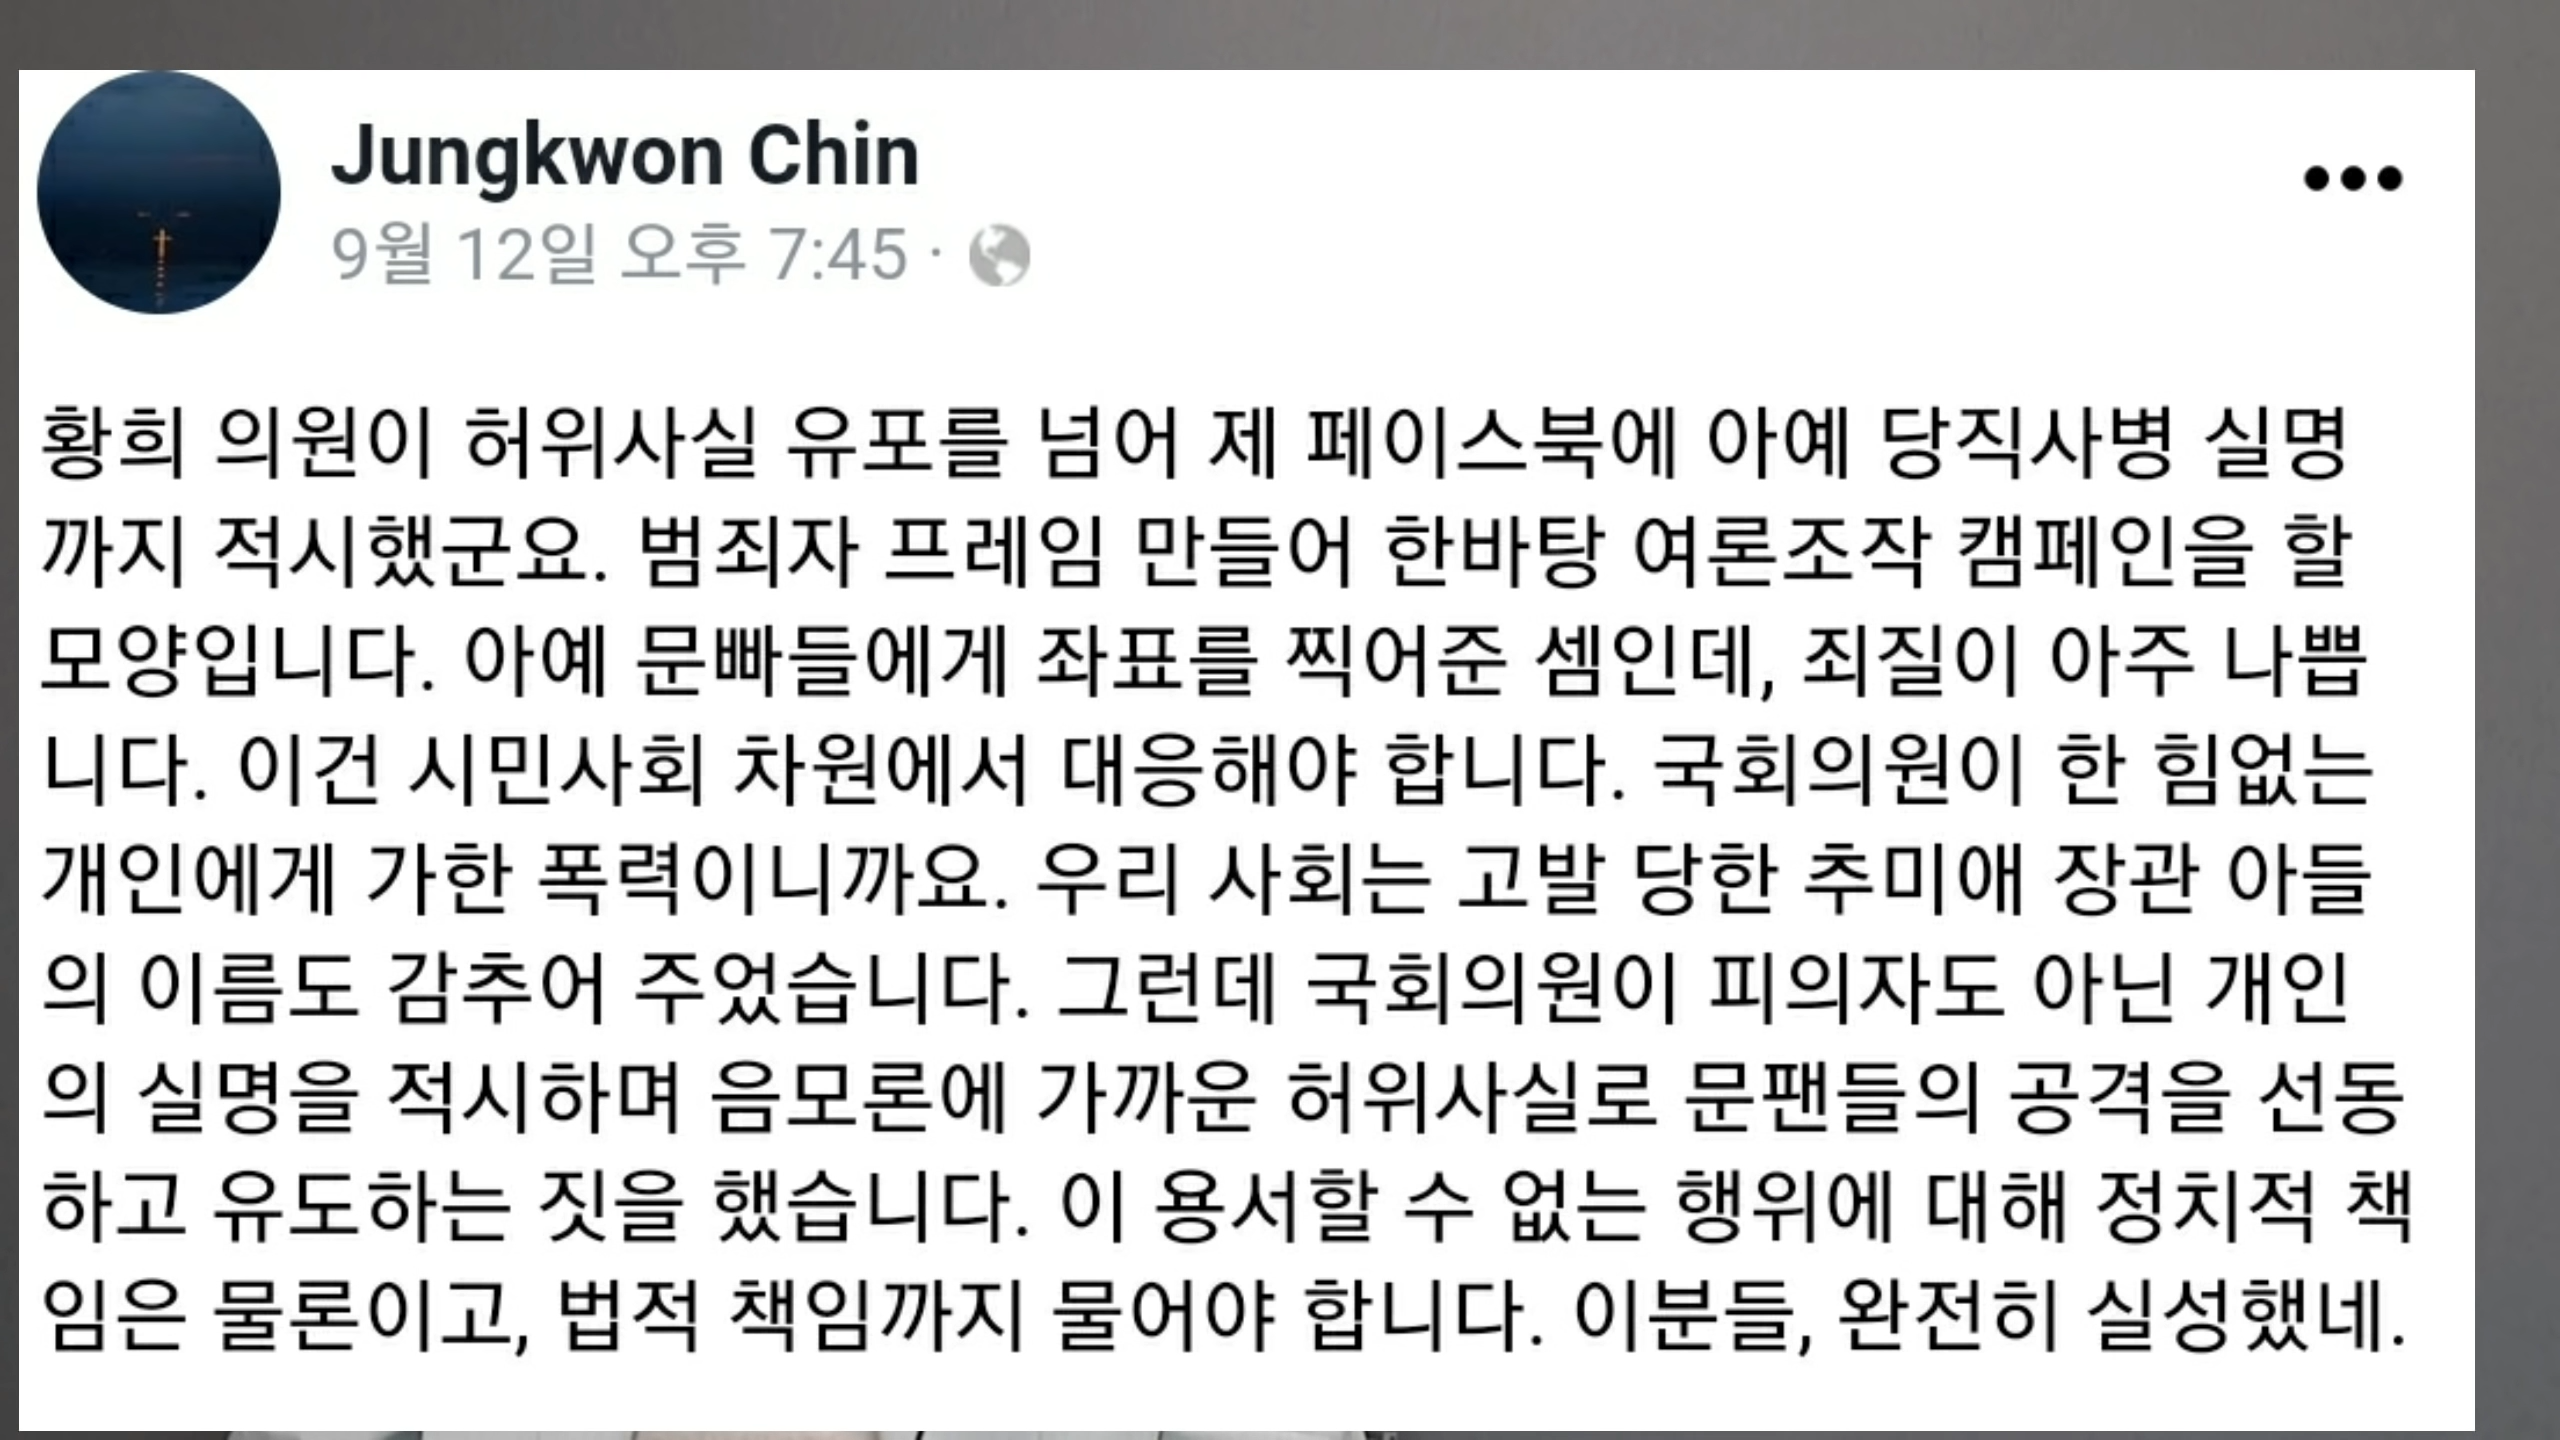 Jungkwon Chin
9월 12일 오후 7:45 ·
황희 의원이 허위사실 유포를 넘어 제 페이스북에 아예 당직사병 실명
까지 적시했군요. 범죄자 프레임 만들어 한바탕 여론조작 캠페인을 할
모양입니다. 아예 문빠들에게 좌표를 찍어준 셈인데, 죄질이 아주 나쁩
니다. 이건 시민사회 차원에서 대응해야 합니다. 국회의원이 한 힘없는
개인에게 가한 폭력이니까요. 우리 사회는 고발 당한 추미애 장관 아들
의 이름도 감추어 주었습니다. 그런데 국회의원이 피의자도 아닌 개인
의 실명을 적시하며 음모론에 가까운 허위사실로 문팬들의 공격을 선동
하고 유도하는 짓을 했습니다. 이 용서할 수 없는 행위에 대해 정치적 책
임은 물론이고, 법적 책임까지 물어야 합니다. 이분들, 완전히 실성했네.